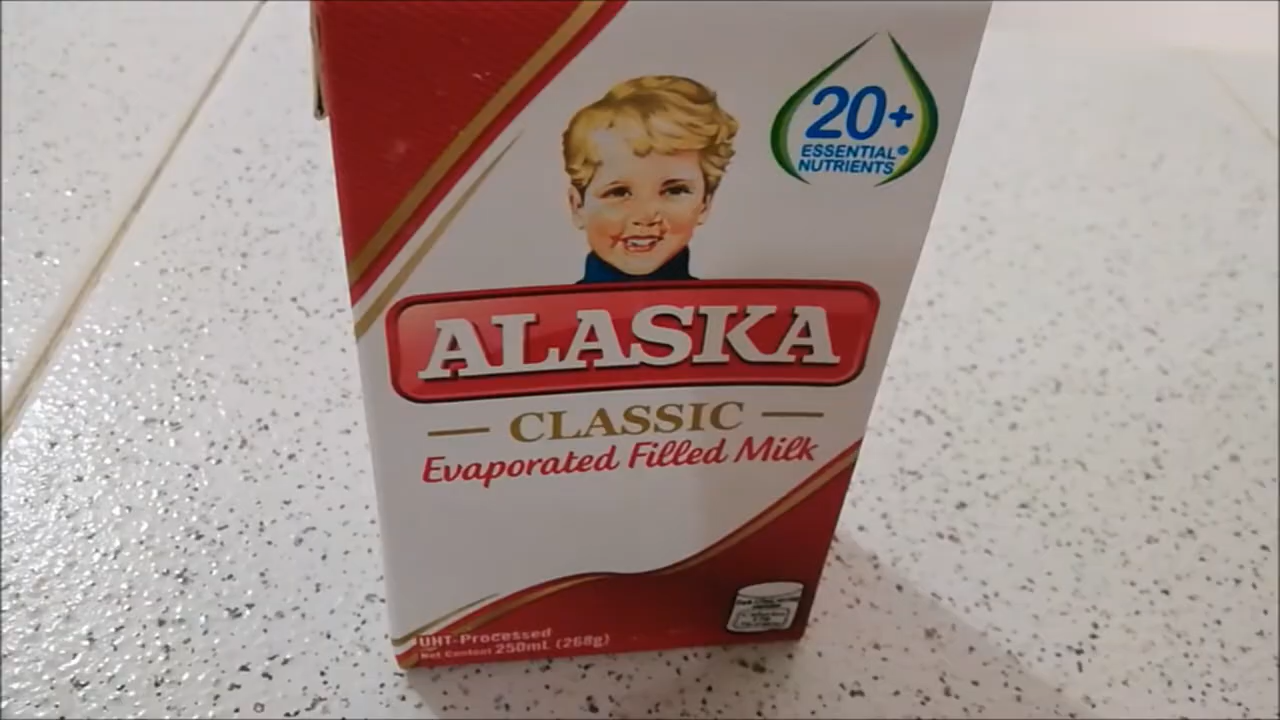 20+
ESSENTIAL
NUTRIENTS
ALASKA
CLASSIC
Evaporated Filled Milk
UHT-Processed
Net Content 250mL (268g)